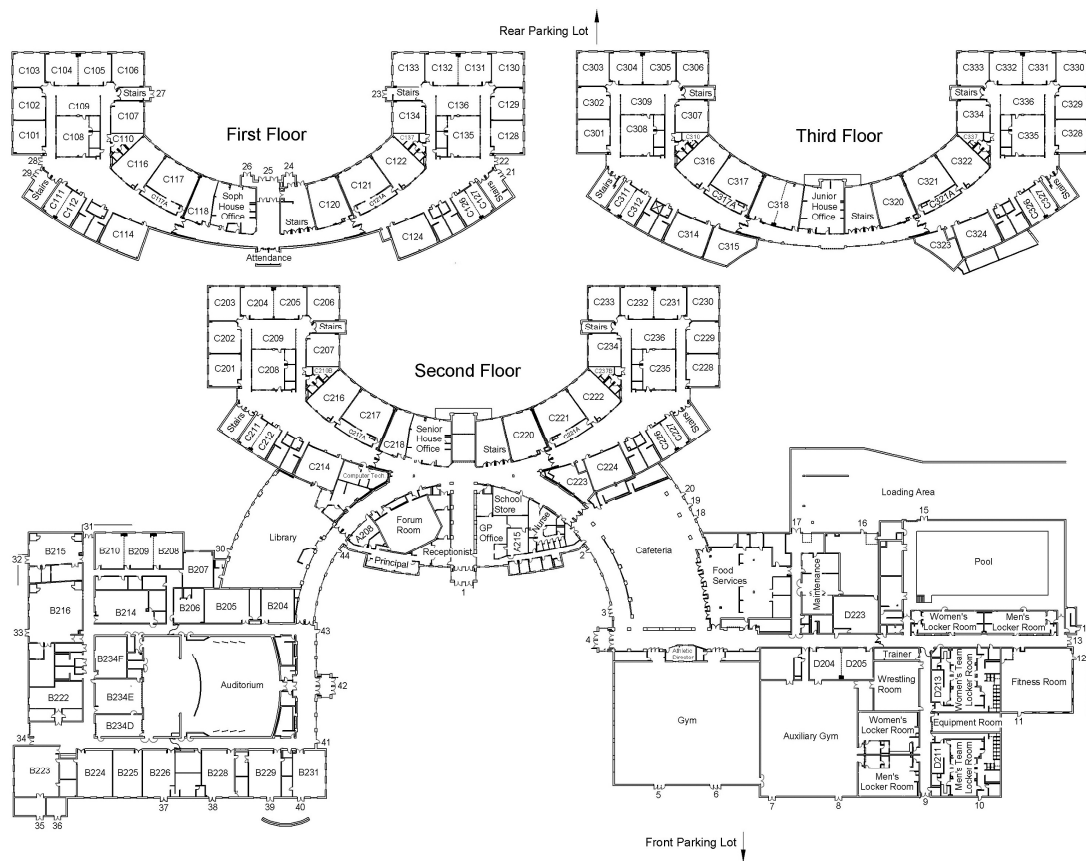 Rear Parking Lot
C103 C104 C105 C106
C102 C109 Stairs 27
C101 C108 C107
C110
First Floor
C133 C132 C131 C130
23 Stairs C136 C129
C134 C135 C128
C137
28 29 Stairs C111 C112
C116 C117 C117A C118
C114
26 25 24
Soph House Office
Stairs C120 C121 C121A C122
22 21 Stairs C127 C126
C124
Attendance
C303 C304 C305 C306
C302 C309 Stairs
C301 C308 C307
C310
Third Floor
C333 C332 C331 C330
Stairs C336 C329
C334 C335 C328
C337
Stairs C311 C312
C316 C317 C317A C318
C314 C315
Junior House Office
Stairs C320 C321 C321A C322
Stairs C327 C326
C323 C324
C203 C204 C205 C206
C202 C209 Stairs
C201 C208 C207
C210B
Second Floor
C233 C232 C231 C230
Stairs C236 C229
C234 C235 C228
C237B
Stairs C211 C212
C216 C217 C217A C218
C214
Computer Tech
Senior House Office
Stairs C220 C221 C221A C222
Stairs C227 C226
C223 C224
Library
A208
Forum Room
School Store
GP Office
A215
Nurse
Receptionist
Principal
1
44
2
Cafeteria
20
19
18
3
4
Food Services
17
16
15
Loading Area
Maintenance
D223
Pool
Women's Locker Room
Men's Locker Room
13
12
31
32
B215 B210 B209 B208
30
B207
B216
B214
B206 B205 B204
33
43
B234F
B234E
B234D
Auditorium
42
B222
34
41
B223 B224 B225 B226 B228 B229 B231
35 36 37 38 39 40
Athletic Director
Gym
5 6
D204 D205
Trainer
Wrestling Room
Auxiliary Gym
7 8
Women's Locker Room
Men's Locker Room
D213
Women's Team Locker Room
Fitness Room
11
Equipment Room
D211
Men's Team Locker Room
9 10
Front Parking Lot